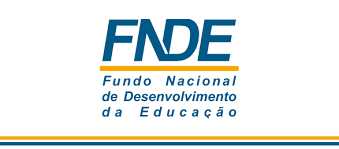 FNDE
Fundo Nacional
de Desenvolvimento
da Educação